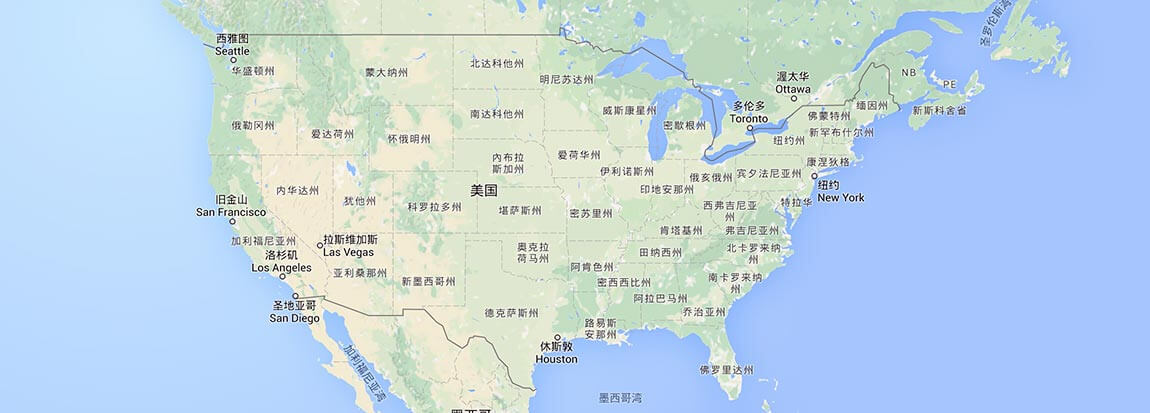 圣罗伦斯湾
西雅图
Seattle
华盛顿州
蒙大纳州
北达科他州
明尼苏达州
渥太华
Ottawa
NB
PE
缅因州
新斯科舍省
俄勒冈州
爱达荷州
怀俄明州
南达科他州
威斯康星州
密歇根州
多伦多
Toronto
佛蒙特州
新罕布什尔州
纽约州
内布拉
斯加州
爱荷华州
伊利诺斯州
印地安那州
俄亥俄州
宾夕法尼亚州
康涅狄格
纽约
New York
旧金山
San Francisco
内华达州
犹他州
科罗拉多州
美国
堪萨斯州
密苏里州
西弗吉尼亚
州
特拉华
弗吉尼亚州
肯塔基州
加利福尼亚州
拉斯维加斯
Las Vegas
洛杉矶
Los Angeles
亚利桑那州
新墨西哥州
奥克拉
荷马州
阿肯色州
田纳西州
北卡罗来纳
州
南卡罗来纳
州
密西西比州
阿拉巴马州
乔治亚州
圣地亚哥
San Diego
德克萨斯州
路易斯
安那州
休斯敦
Houston
佛罗里达州
加利福尼亚湾
墨西哥湾
墨西哥